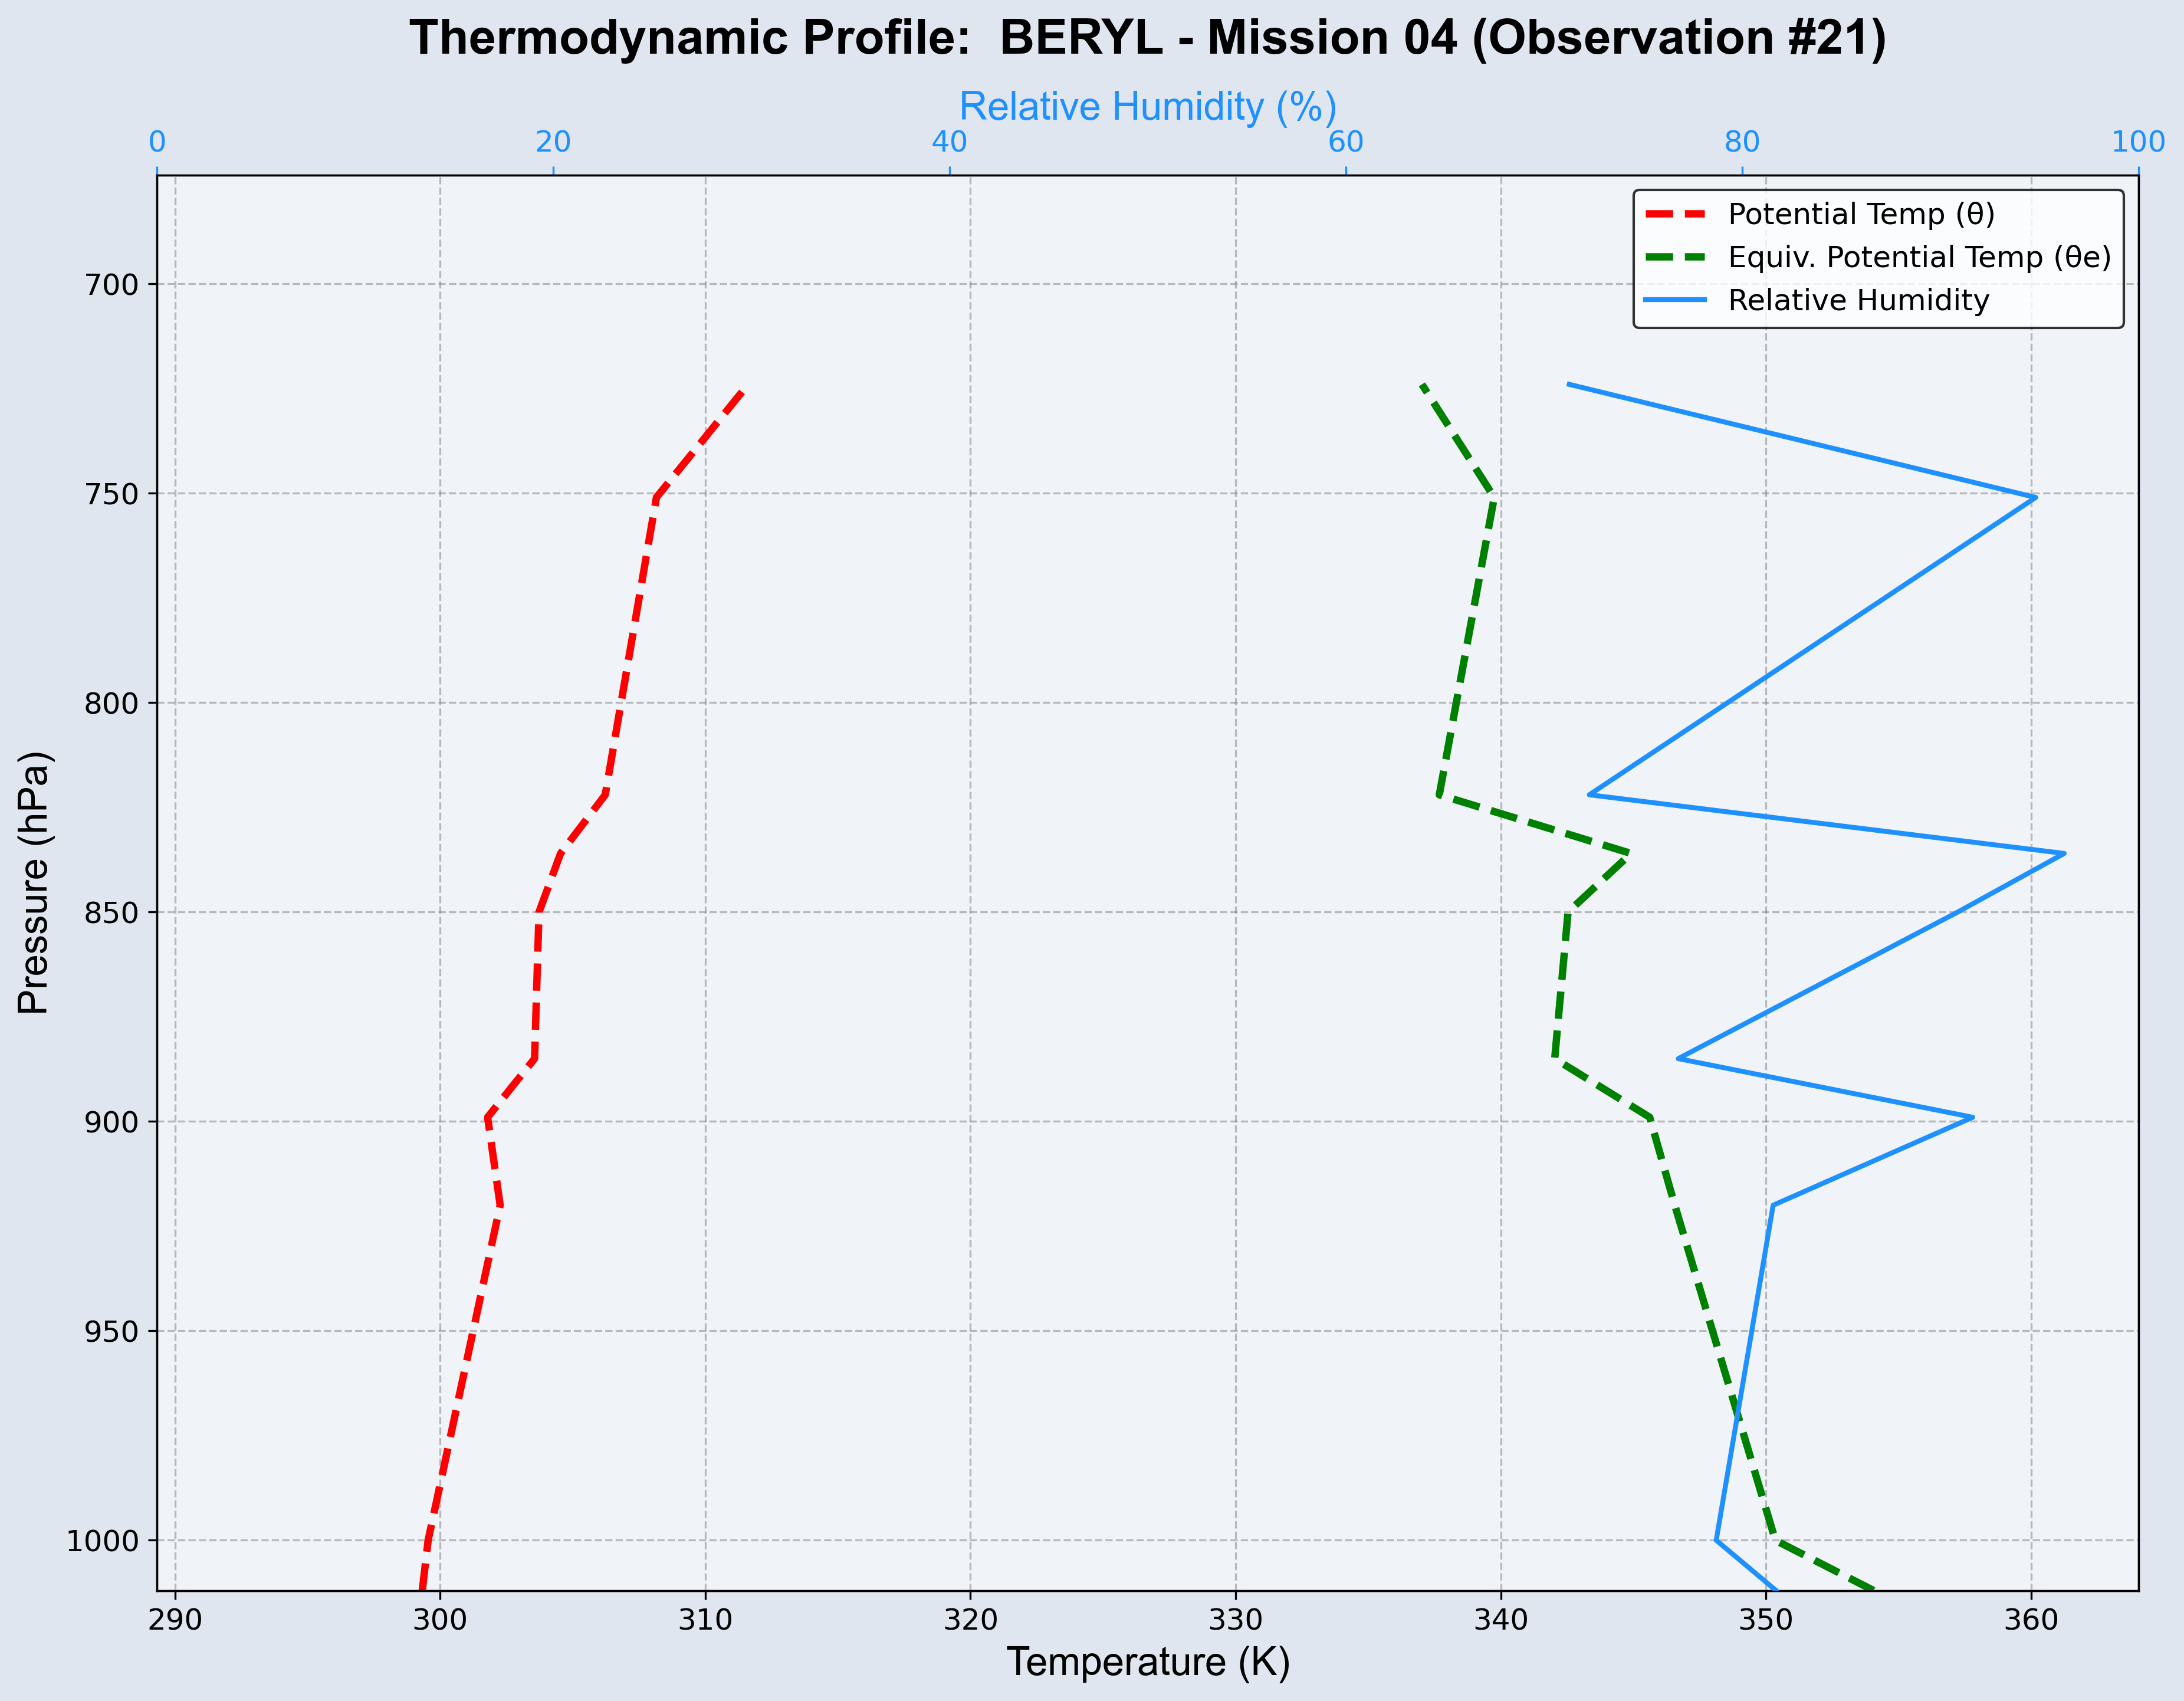 Thermodynamic Profile:  BERYL - Mission 04 (Observation #21)
Relative Humidity (%)
0 20 40 60 80 100
Potential Temp (θ)
Equiv. Potential Temp (θe)
Relative Humidity
700
750
800
850
900
950
1000
Pressure (hPa)
290 300 310 320 330 340 350 360
Temperature (K)